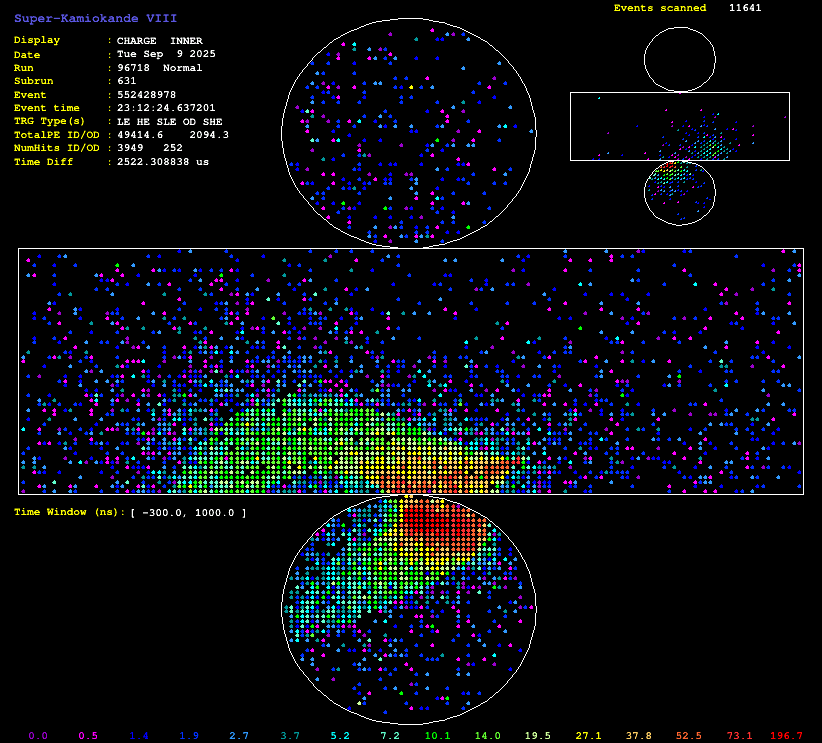 Super-Kamiokande VIII
Events scanned 11641
Display : CHARGE INNER
Date : Tue Sep 9 2025
Run : 96718 Normal
Subrun : 631
Event : 552428978
Event time : 23:12:24.637201
TRG Type(s) : LE HE SLE OD SHE
TotalPE ID/OD : 49414.6 2094.3
NumHits ID/OD : 3949 252
Time Diff : 2522.308838 us
Time Window (ns): [ -300.0, 1000.0 ]
0.0 0.5 1.4 1.9 2.7 3.7 5.2 7.2 10.1 14.0 19.5 27.1 37.8 52.5 73.1 196.7